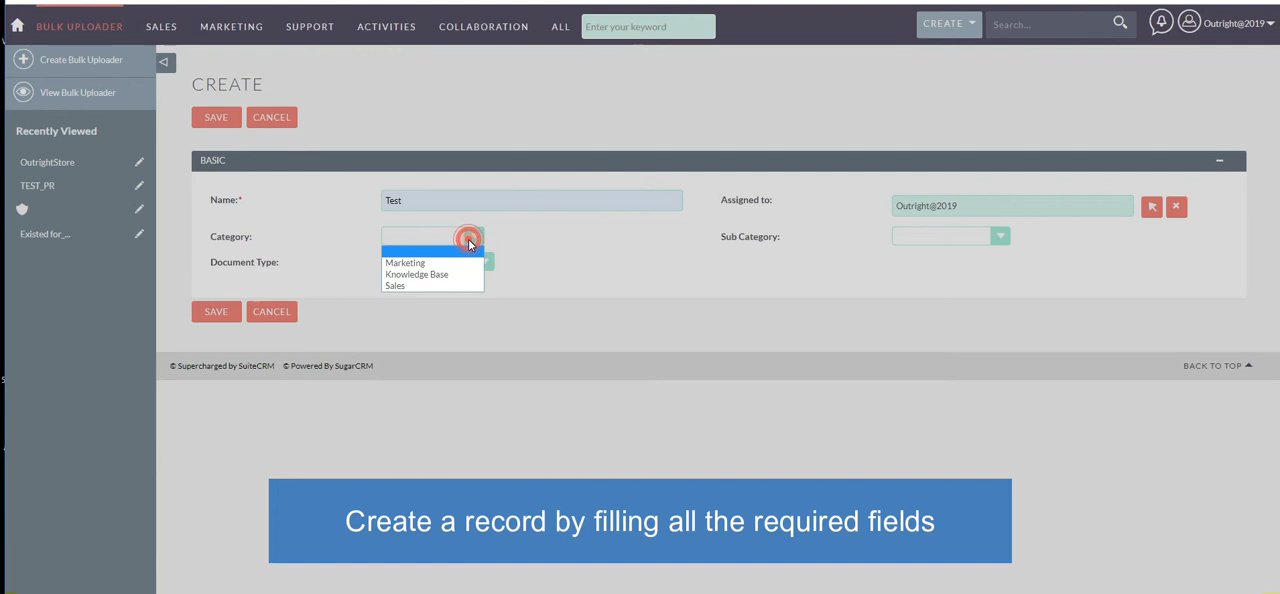 BULK UPLOADER SALES MARKETING SUPPORT ACTIVITIES COLLABORATION ALL Enter your keyword CREATE Search... Outright@2019
Create Bulk Uploader
View Bulk Uploader
Recently Viewed
OutrightStore
TEST_PR
Existed for_...
CREATE
SAVE CANCEL
BASIC
Name:* Test Assigned to: Outright@2019
Category: Sub Category:
Document Type:
Marketing
Knowledge Base
Sales
SAVE CANCEL
© Supercharged by SuiteCRM © Powered By SugarCRM BACK TO TOP
Create a record by filling all the required fields